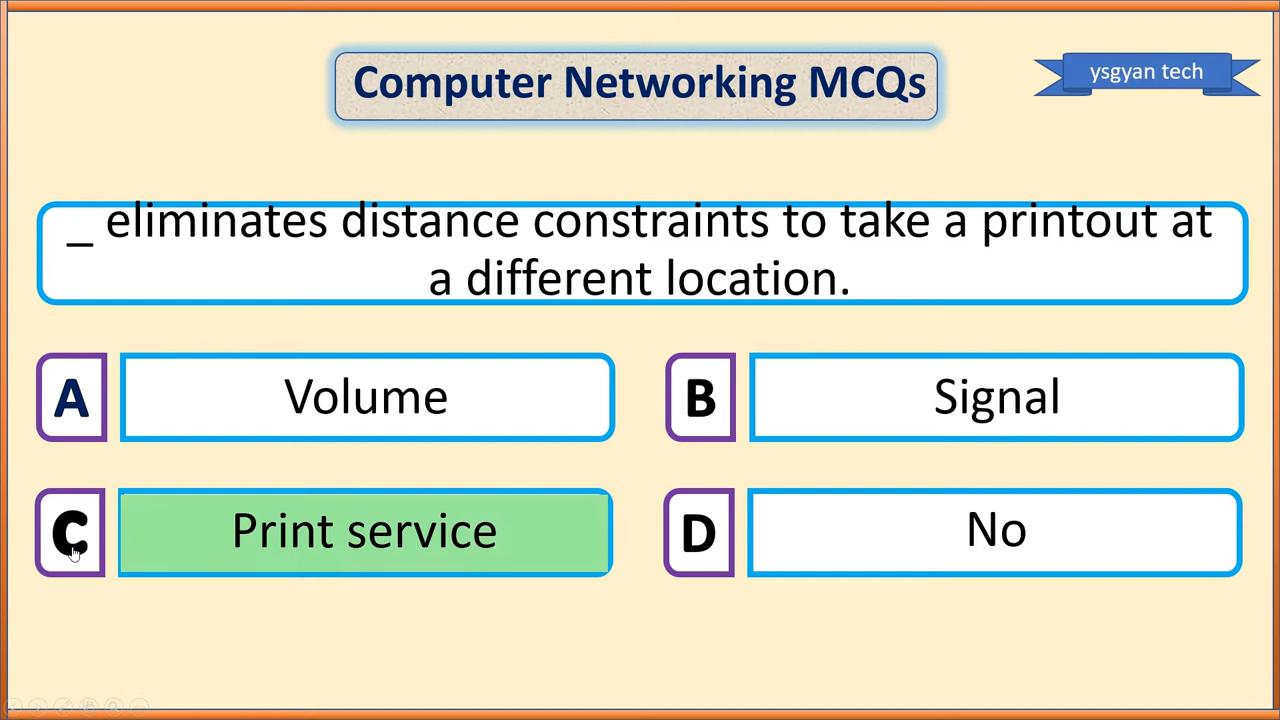 Computer Networking MCQs
ysgyan tech
_ eliminates distance constraints to take a printout at
a different location.
A
Volume
B
Signal
C
Print service
D
No